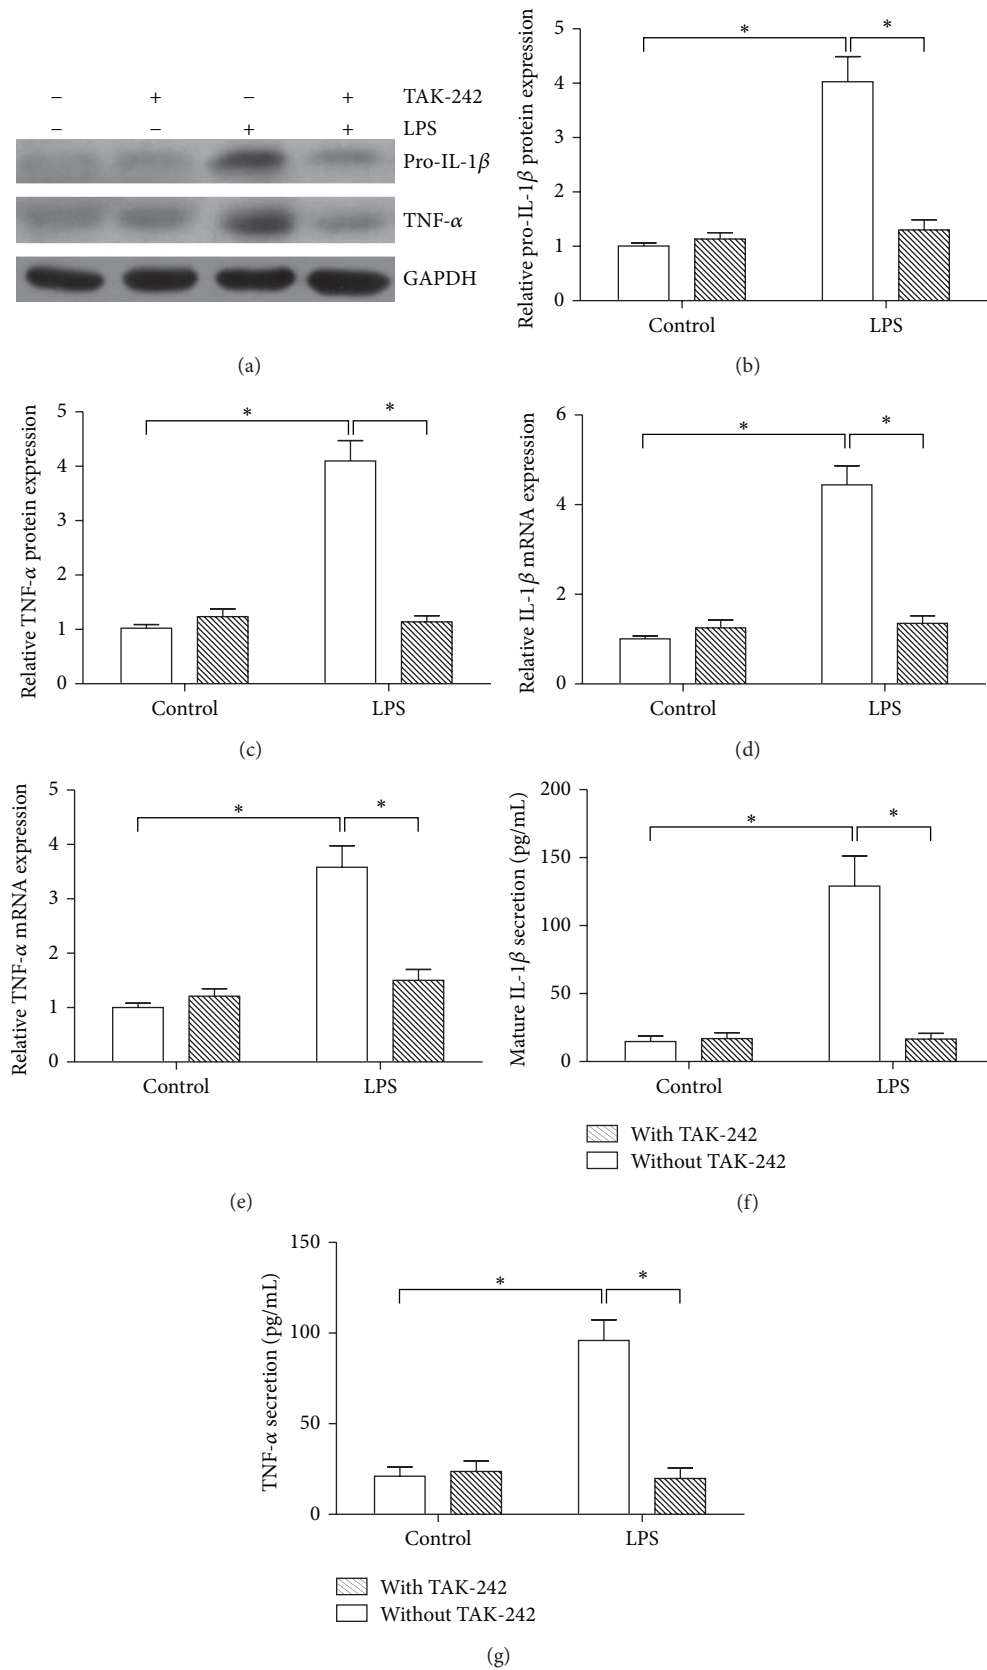 − + − + TAK-242
− − + + LPS
Pro-IL-1β
TNF-α
GAPDH
(a)
Relative pro-IL-1β protein expression
5
4
3
2
1
0
* *
Control LPS
(b)
Relative TNF-α protein expression
5
4
3
2
1
0
* *
Control LPS
(c)
Relative IL-1β mRNA expression
6
4
2
0
* *
Control LPS
(d)
Relative TNF-α mRNA expression
5
4
3
2
1
0
* *
Control LPS
(e)
Mature IL-1β secretion (pg/mL)
200
150
100
50
0
* *
Control LPS
With TAK-242
Without TAK-242
(f)
TNF-α secretion (pg/mL)
150
100
50
0
* *
Control LPS
With TAK-242
Without TAK-242
(g)